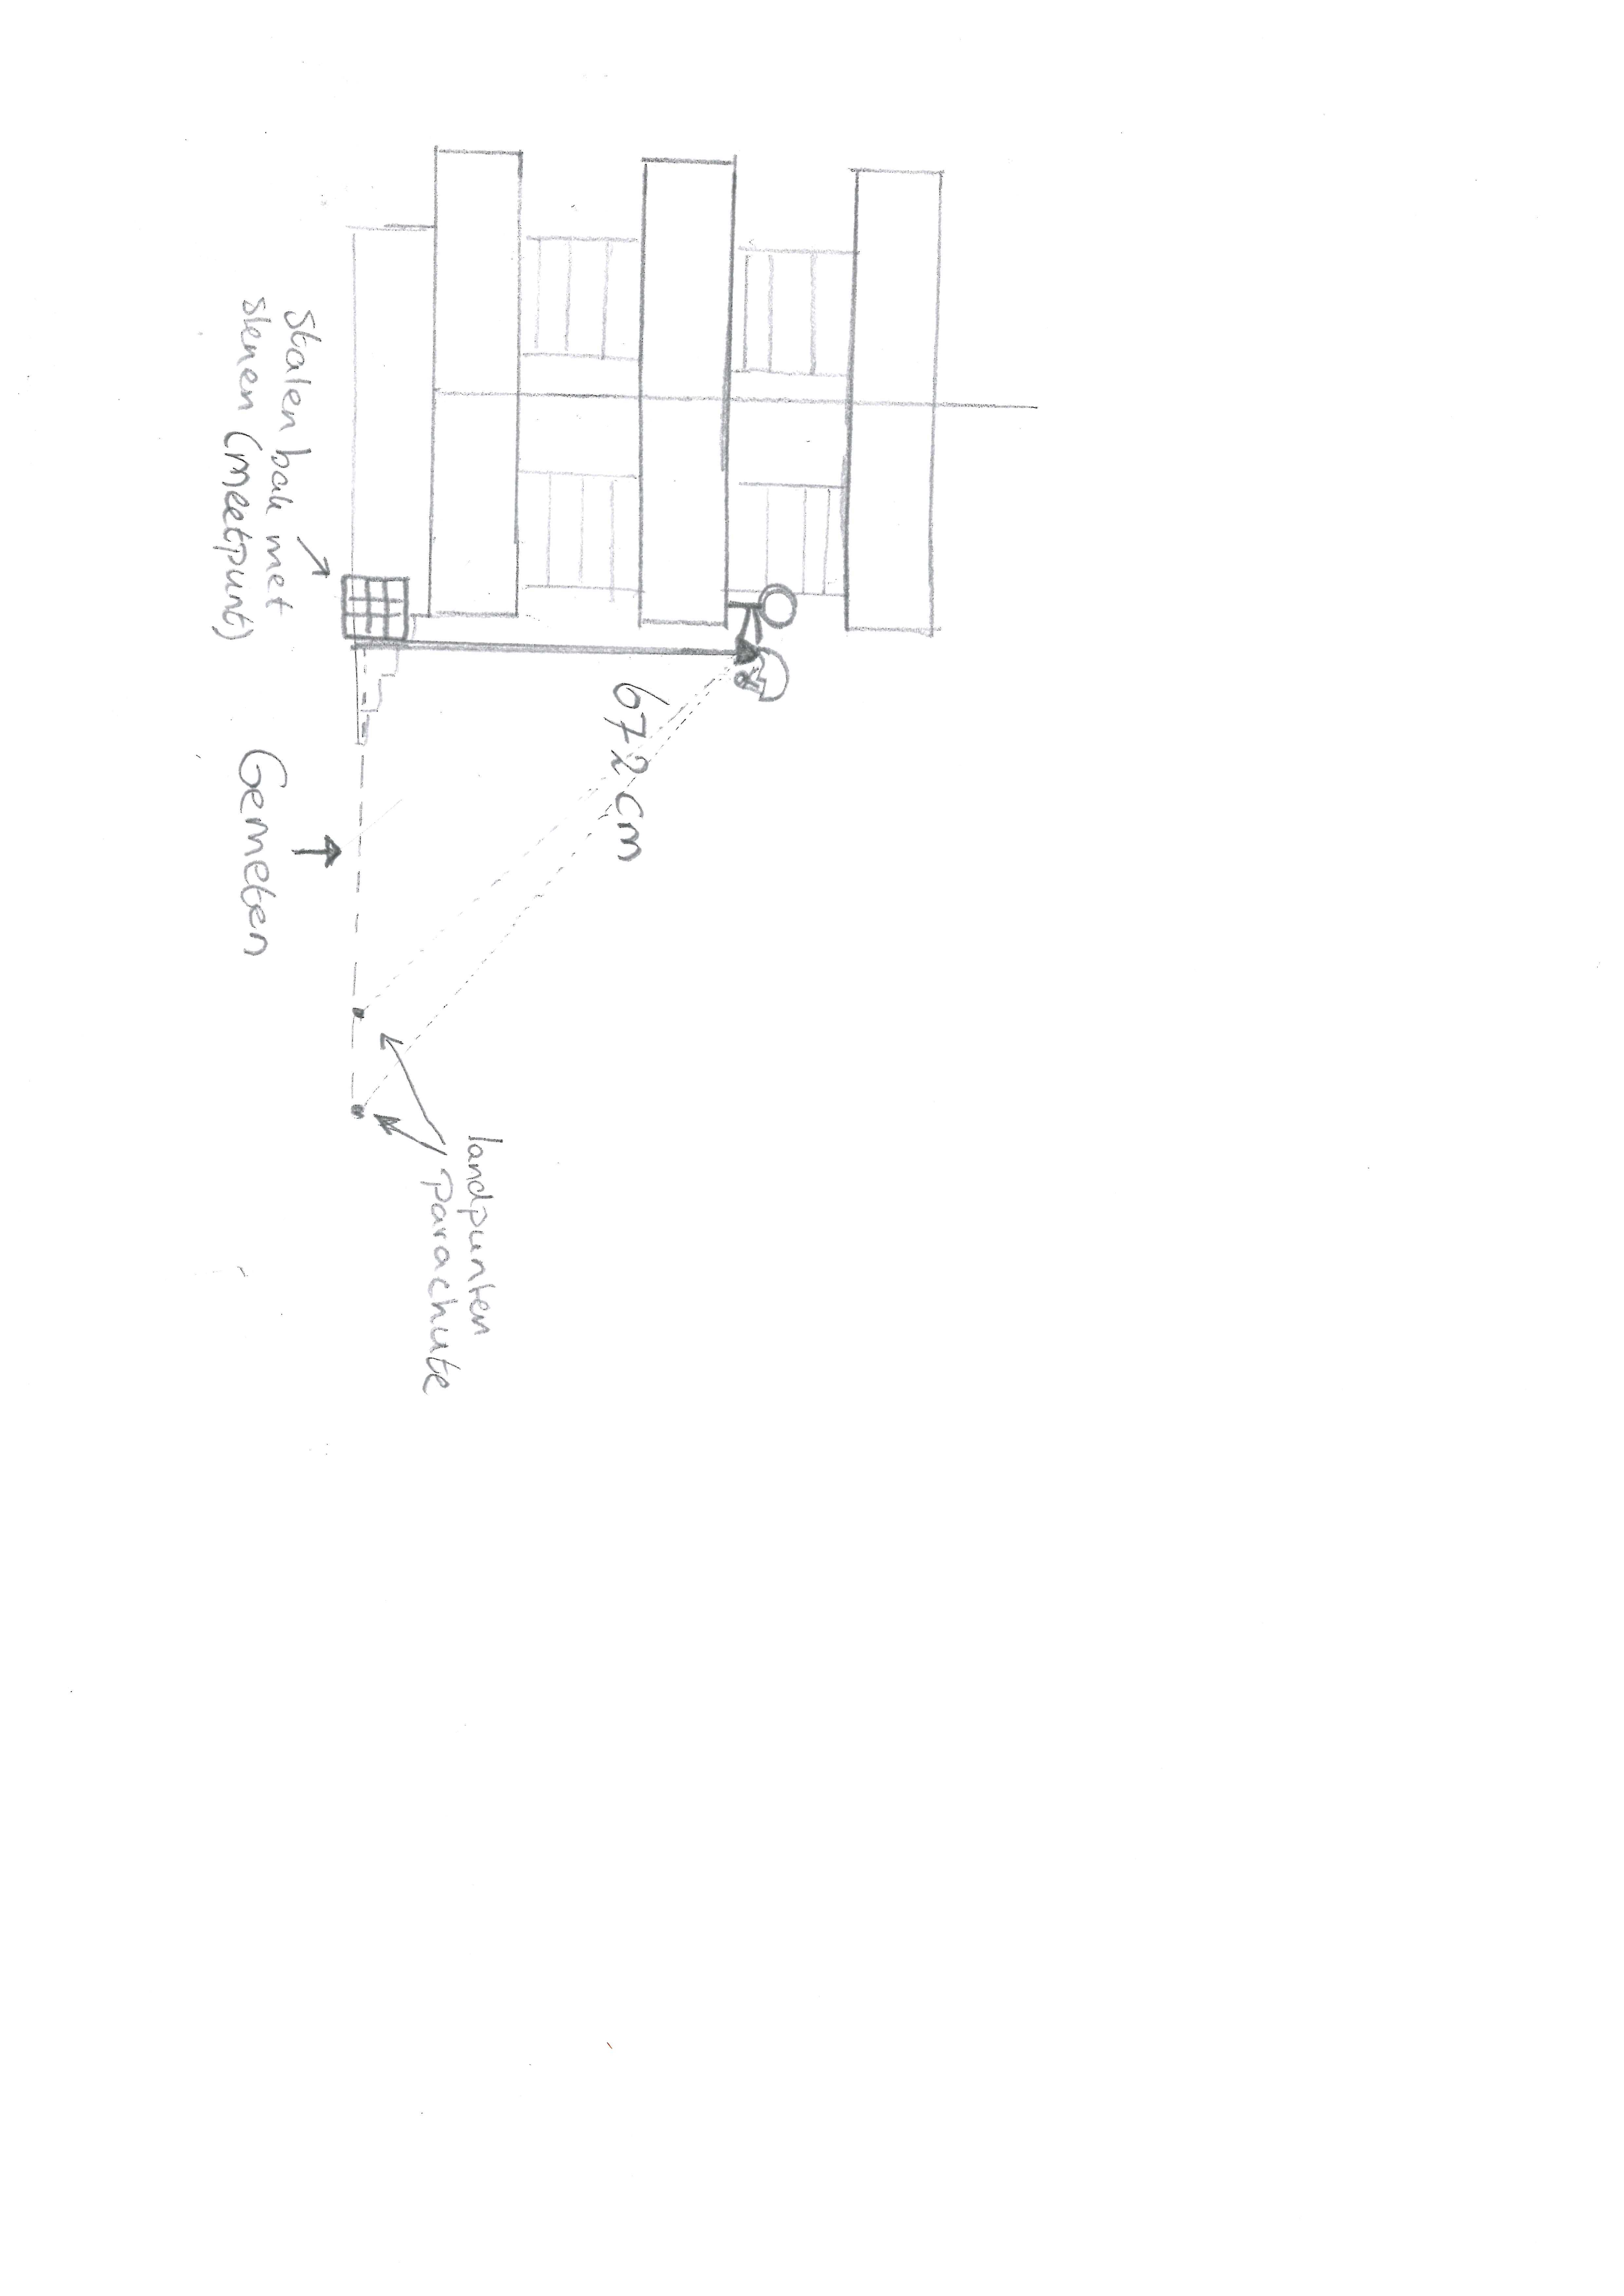 672 cm
landpunten
parachute
Stalen bak met
stenen (meetpunt)
Gemeten